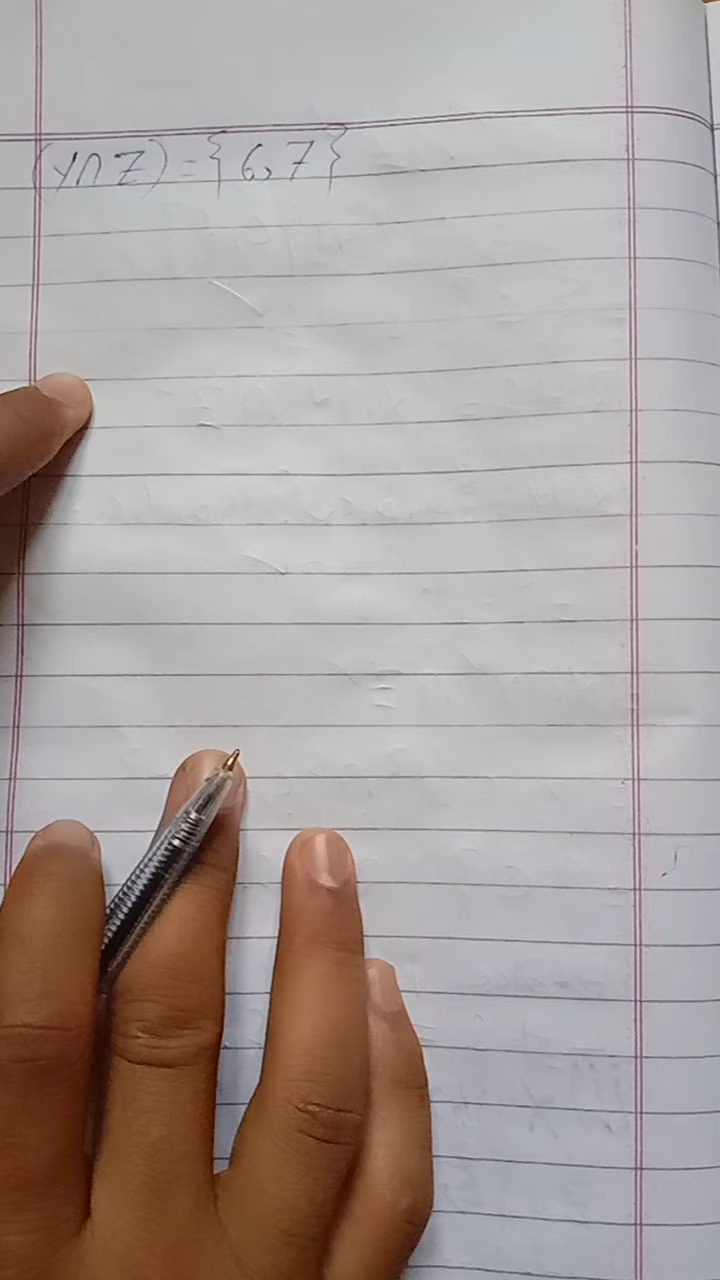 (Y∩Z) = {6,7}